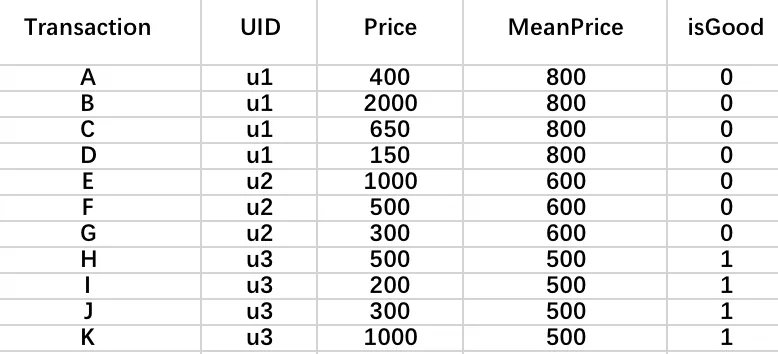 Transaction UID Price MeanPrice isGood
A u1 400 800 0
B u1 2000 800 0
C u1 650 800 0
D u1 150 800 0
E u2 1000 600 0
F u2 500 600 0
G u2 300 600 0
H u3 500 500 1
I u3 200 500 1
J u3 300 500 1
K u3 1000 500 1